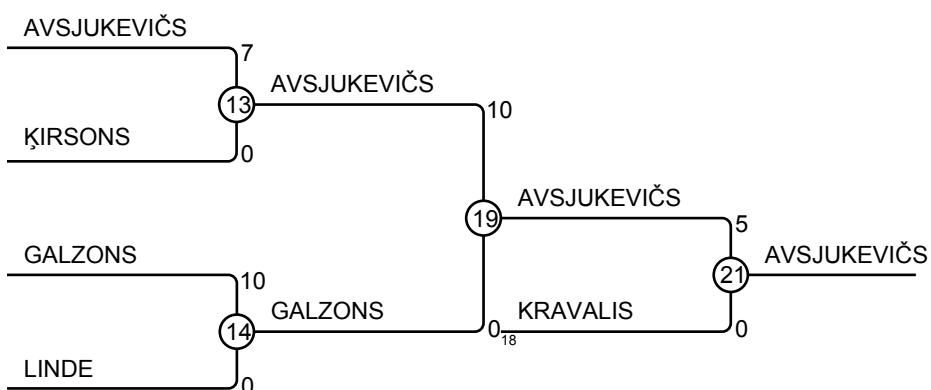 AVSJUKEVIČS
7
13
AVSJUKEVIČS
10
ĶIRSONS
0
19
AVSJUKEVIČS
5
GALZONS
10
21
AVSJUKEVIČS
14
GALZONS
0
18
KRAVALIS
0
LINDE
0